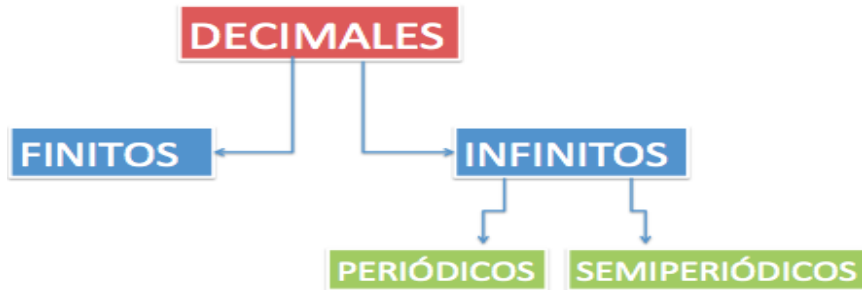 DECIMALES
FINITOS
INFINITOS
PERIÓDICOS
SEMIPERIÓDICOS